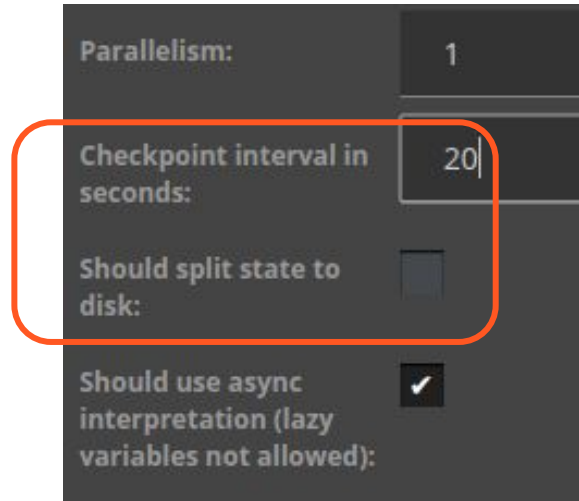 Parallelism:
1
Checkpoint interval in
seconds:
20
Should split state to
disk:
Should use async
interpretation (lazy
variables not allowed):